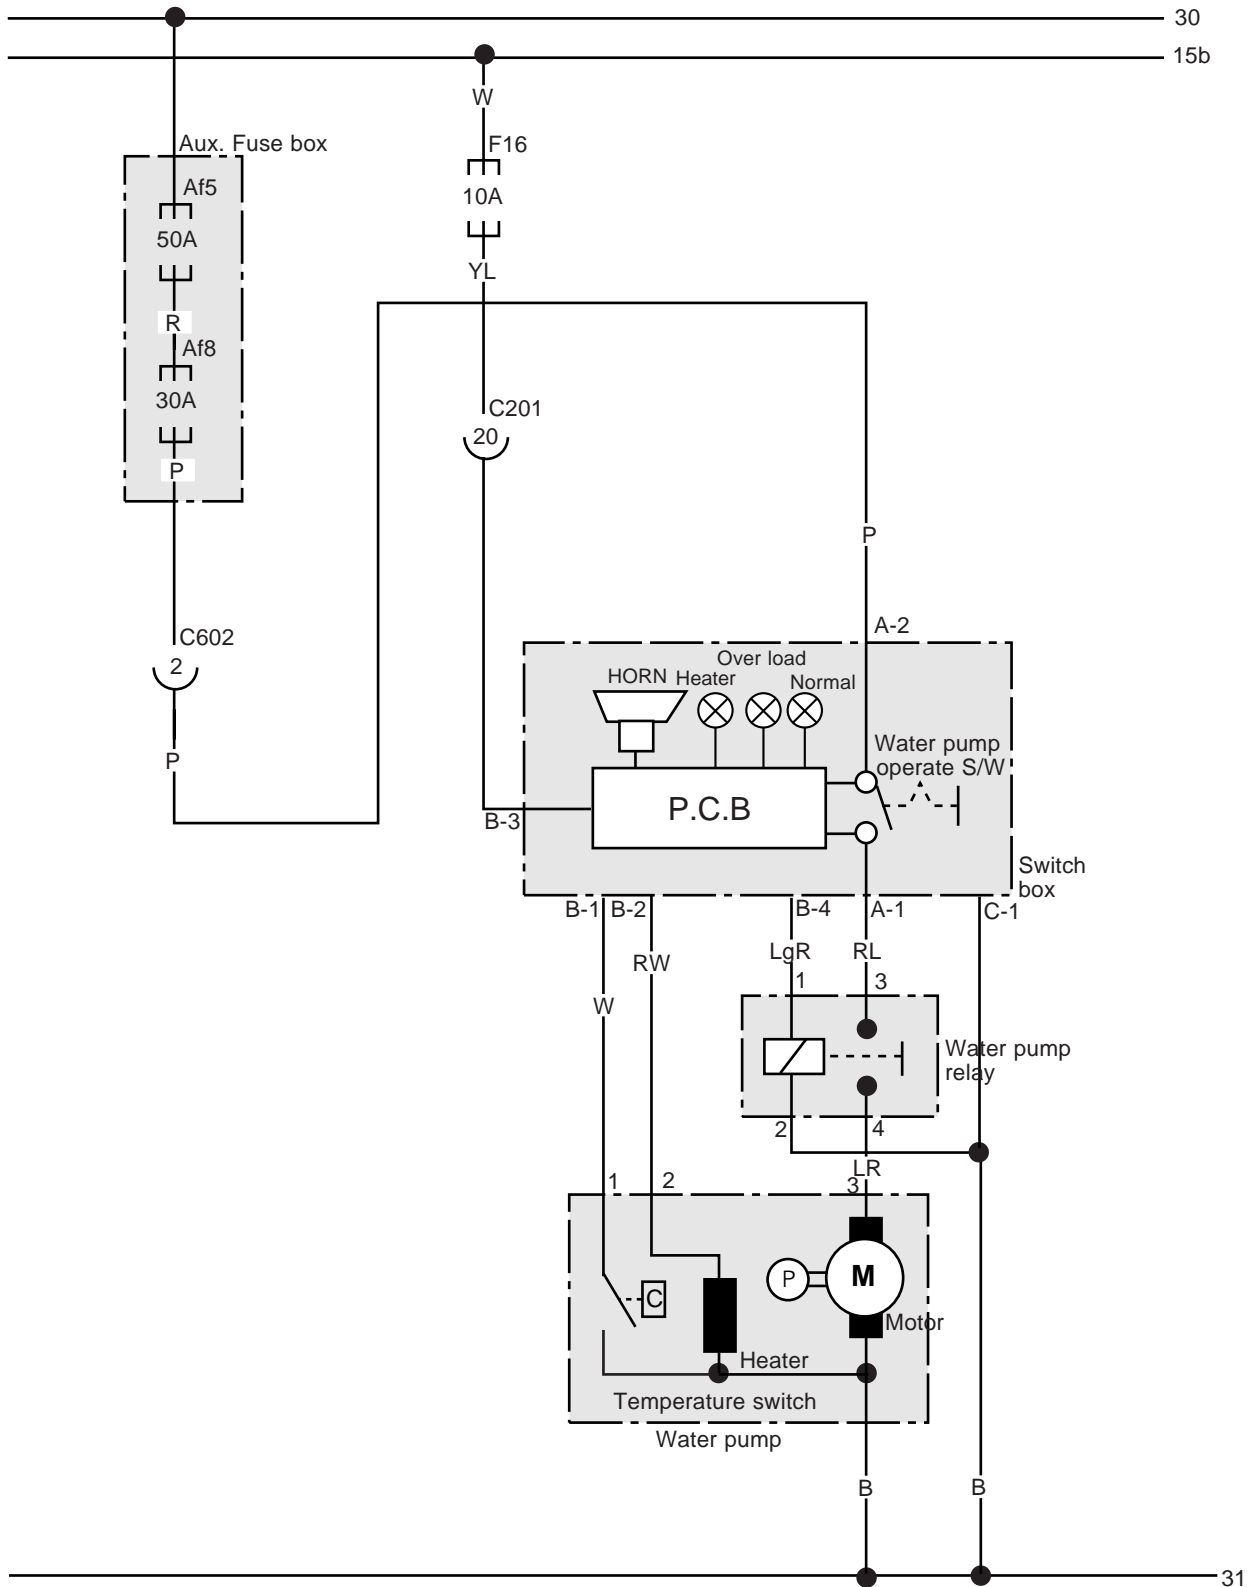 30
15b
W
Aux. Fuse box
F16
Af5
10A
50A
YL
R
Af8
30A
C201
20
P
P
C602
2
A-2
Over load
HORN
Heater
Normal
Water pump
operate S/W
P
P.C.B
B-3
Switch
box
B-1
B-2
B-4
A-1
C-1
LgR
RL
RW
1
3
W
Water pump
relay
2
4
LR
1
2
3
P
M
C
Motor
Heater
Temperature switch
Water pump
B
B
31